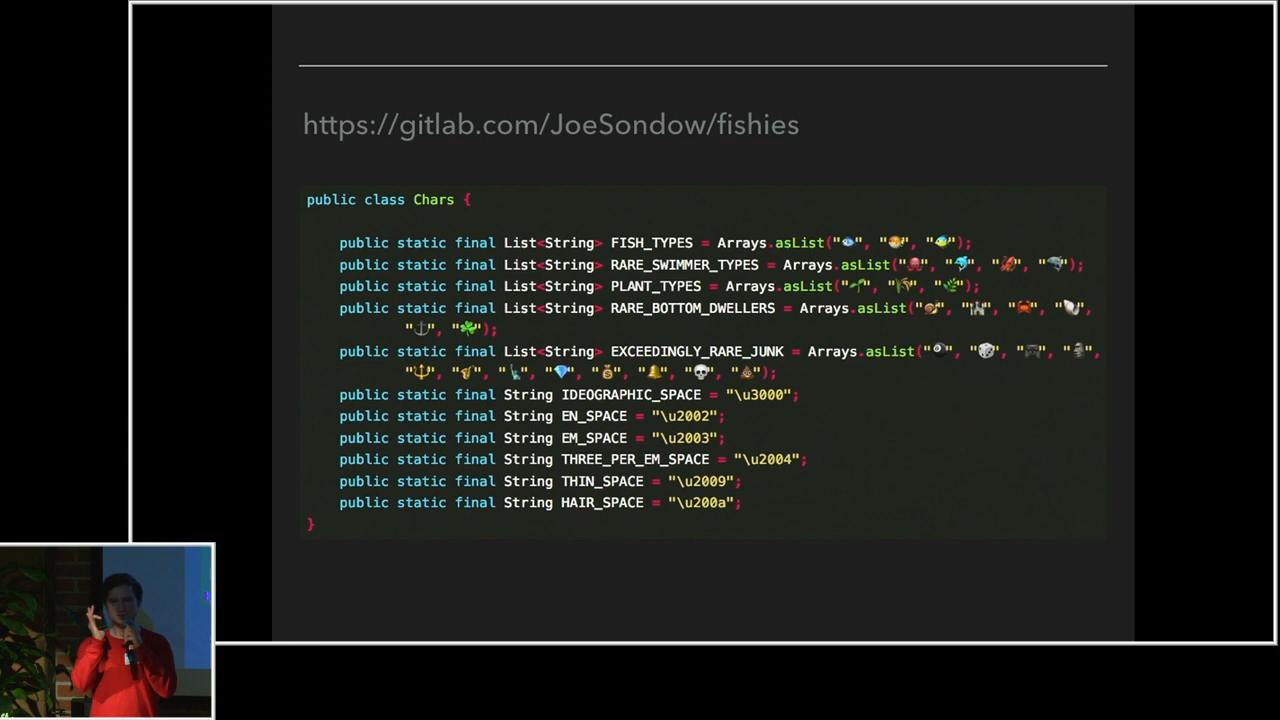 https://gitlab.com/JoeSondow/fishies
public class Chars {
public static final List<String> FISH_TYPES = Arrays.asList("🐟", "🐡", "🐠");
public static final List<String> RARE_SWIMMER_TYPES = Arrays.asList("🐙", "🐬", "🦞", "🦈");
public static final List<String> PLANT_TYPES = Arrays.asList("🌱", "🌾", "🌿");
public static final List<String> RARE_BOTTOM_DWELLERS = Arrays.asList("🐌", "🏰", "🦀", "🐚",
"⚓", "☘");
public static final List<String> EXCEEDINGLY_RARE_JUNK = Arrays.asList("🎱", "🎲", "🎮", "🗿",
"🔱", "🎷", "🗽", "💎", "💰", "🔔", "💀", "💩");
public static final String IDEOGRAPHIC_SPACE = "\u3000";
public static final String EN_SPACE = "\u2002";
public static final String EM_SPACE = "\u2003";
public static final String THREE_PER_EM_SPACE = "\u2004";
public static final String THIN_SPACE = "\u2009";
public static final String HAIR_SPACE = "\u200a";
}